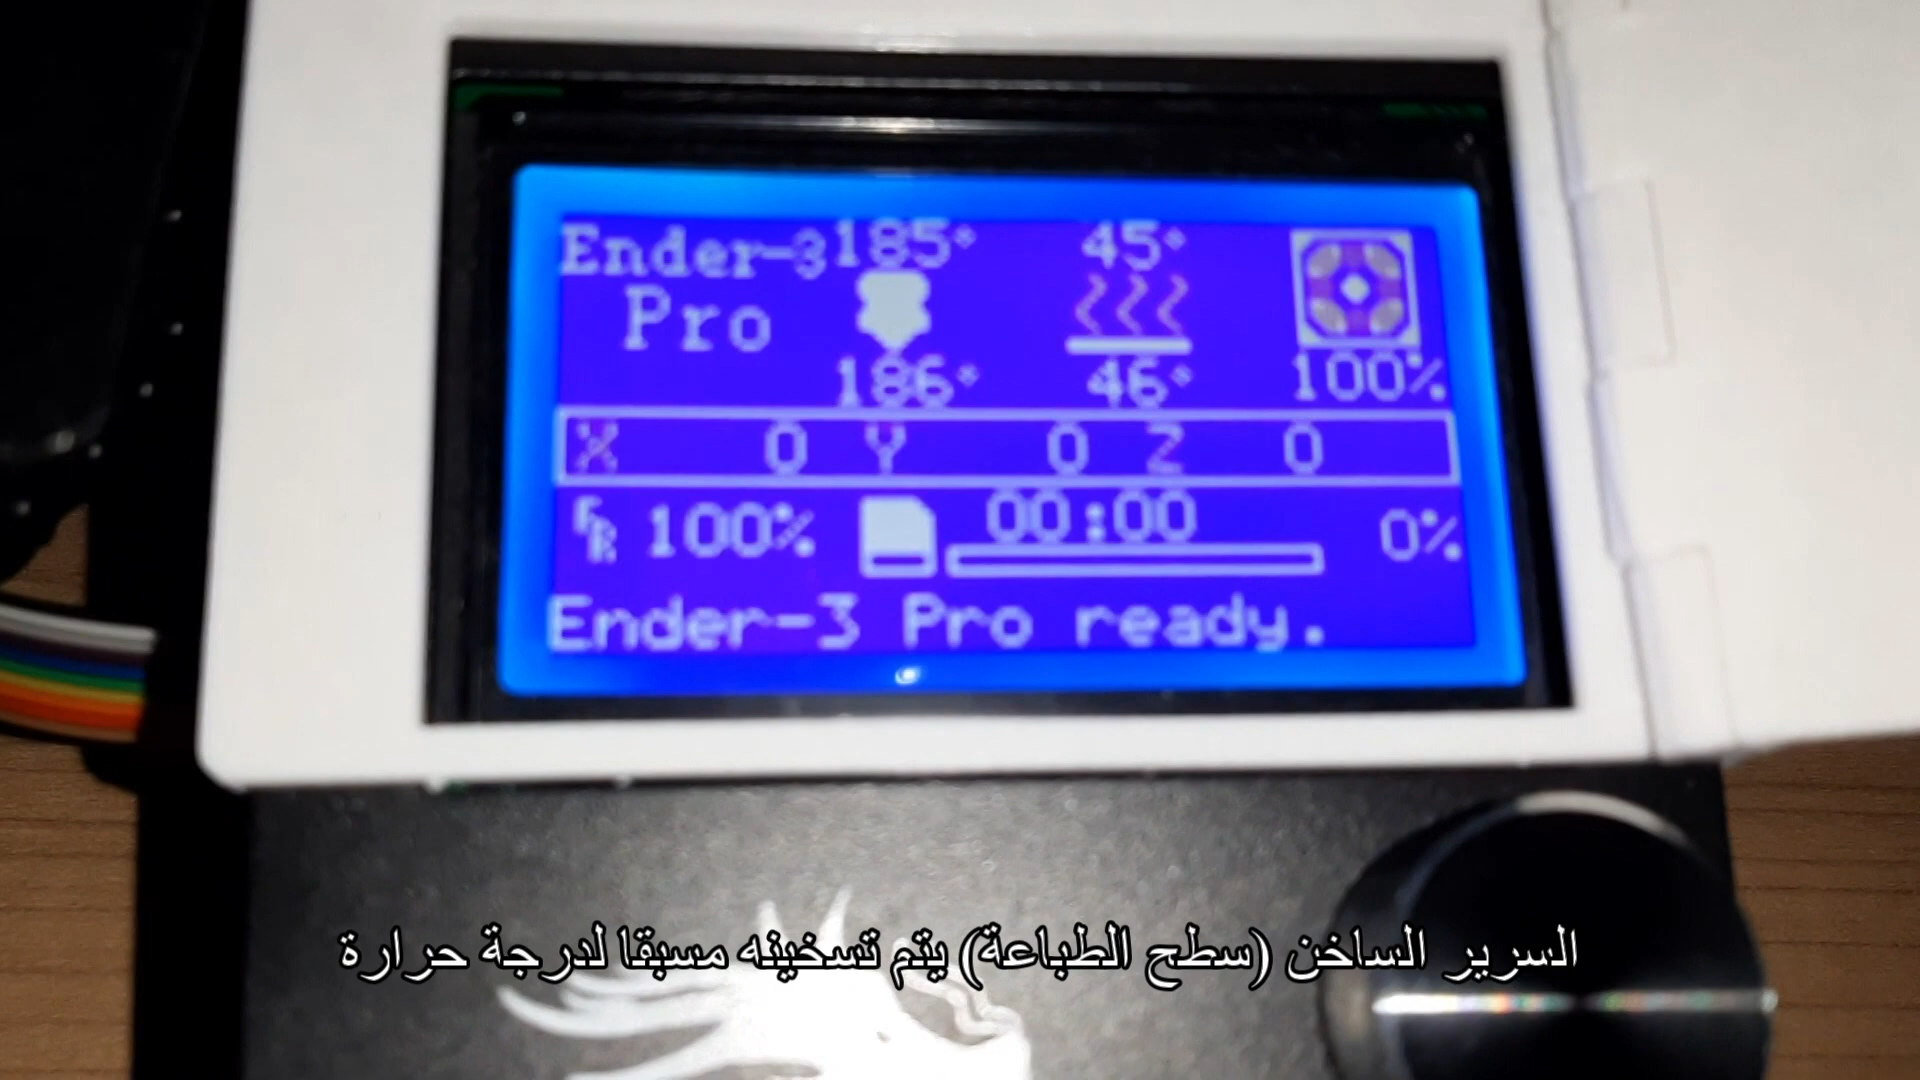 Ender-3 185° 45°
Pro
186° 46° 100%
X 0 Y 0 Z 0
FR 100% 00:00 0%
Ender-3 Pro ready.
السرير الساخن (سطح الطباعة) يتم تسخينه مسبقا لدرجة حرارة